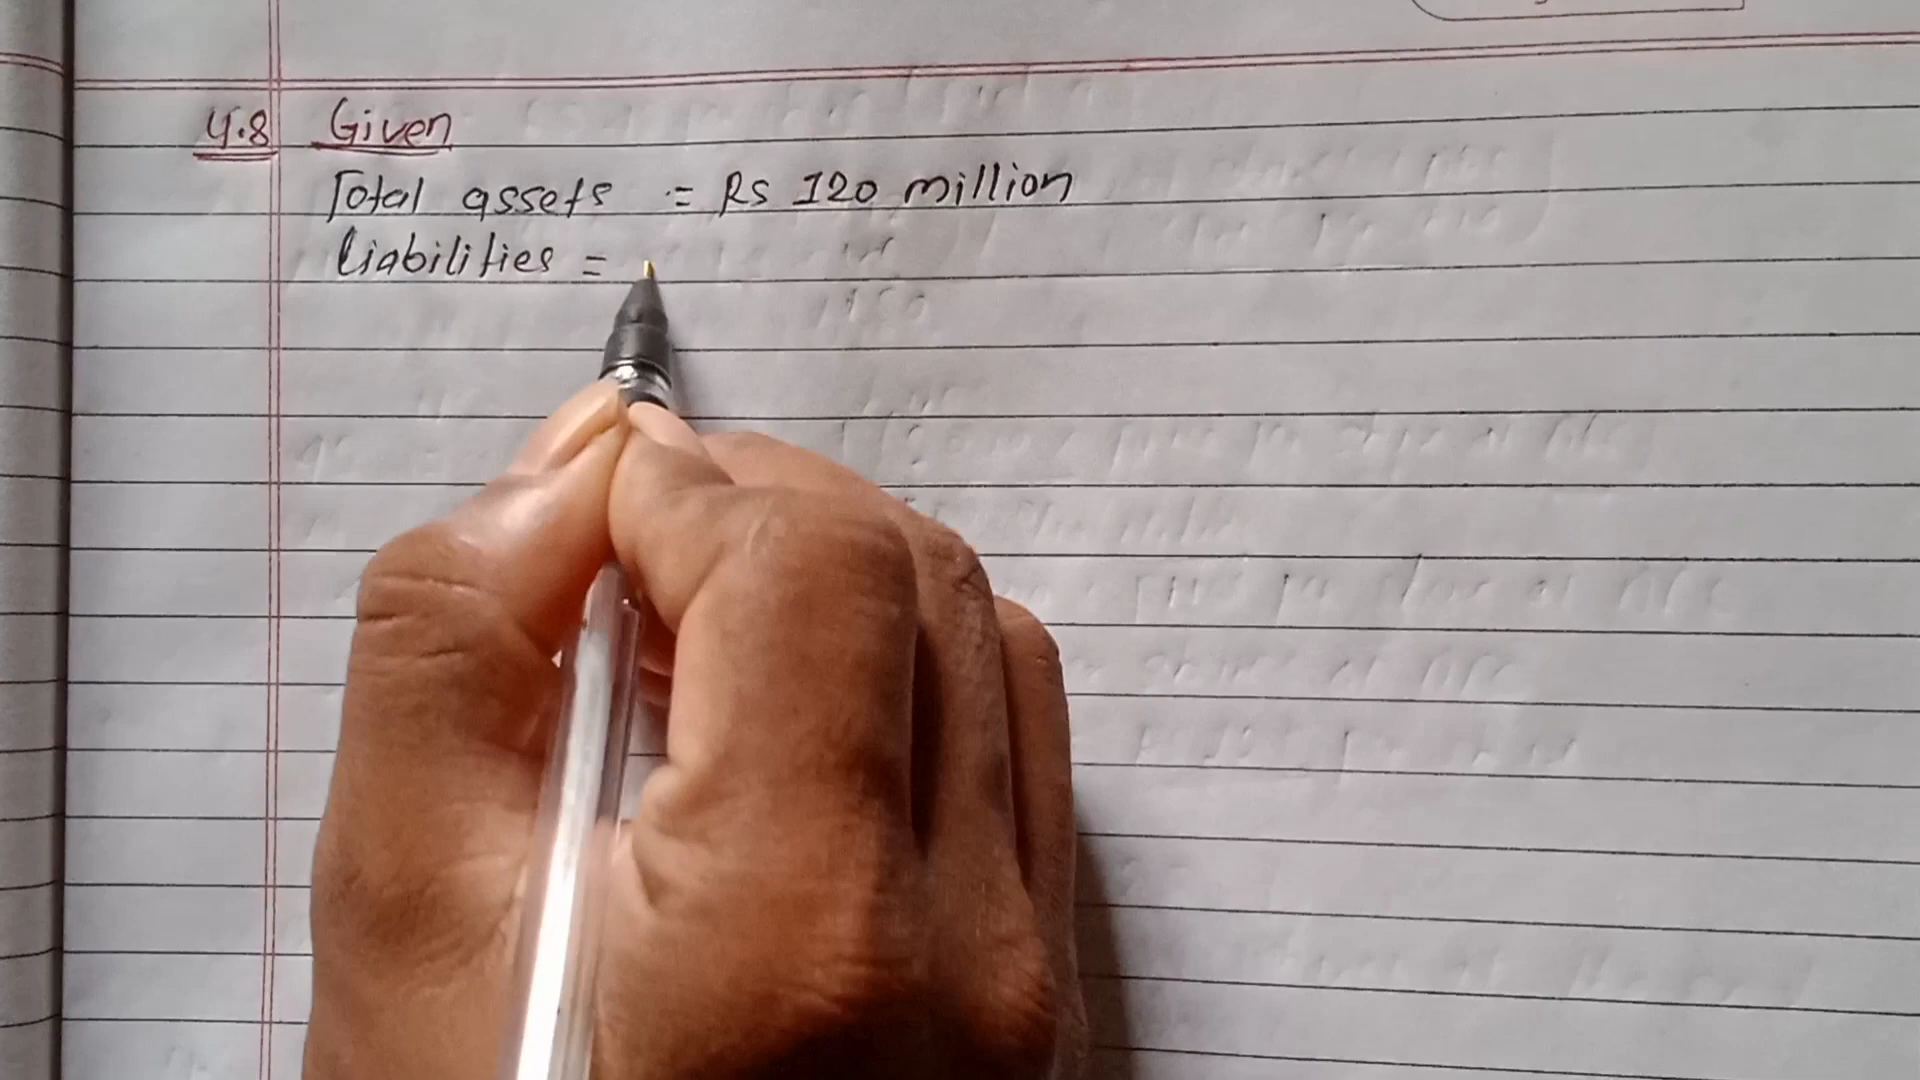 4.8 Given
Total assets = Rs 120 million
Liabilities =